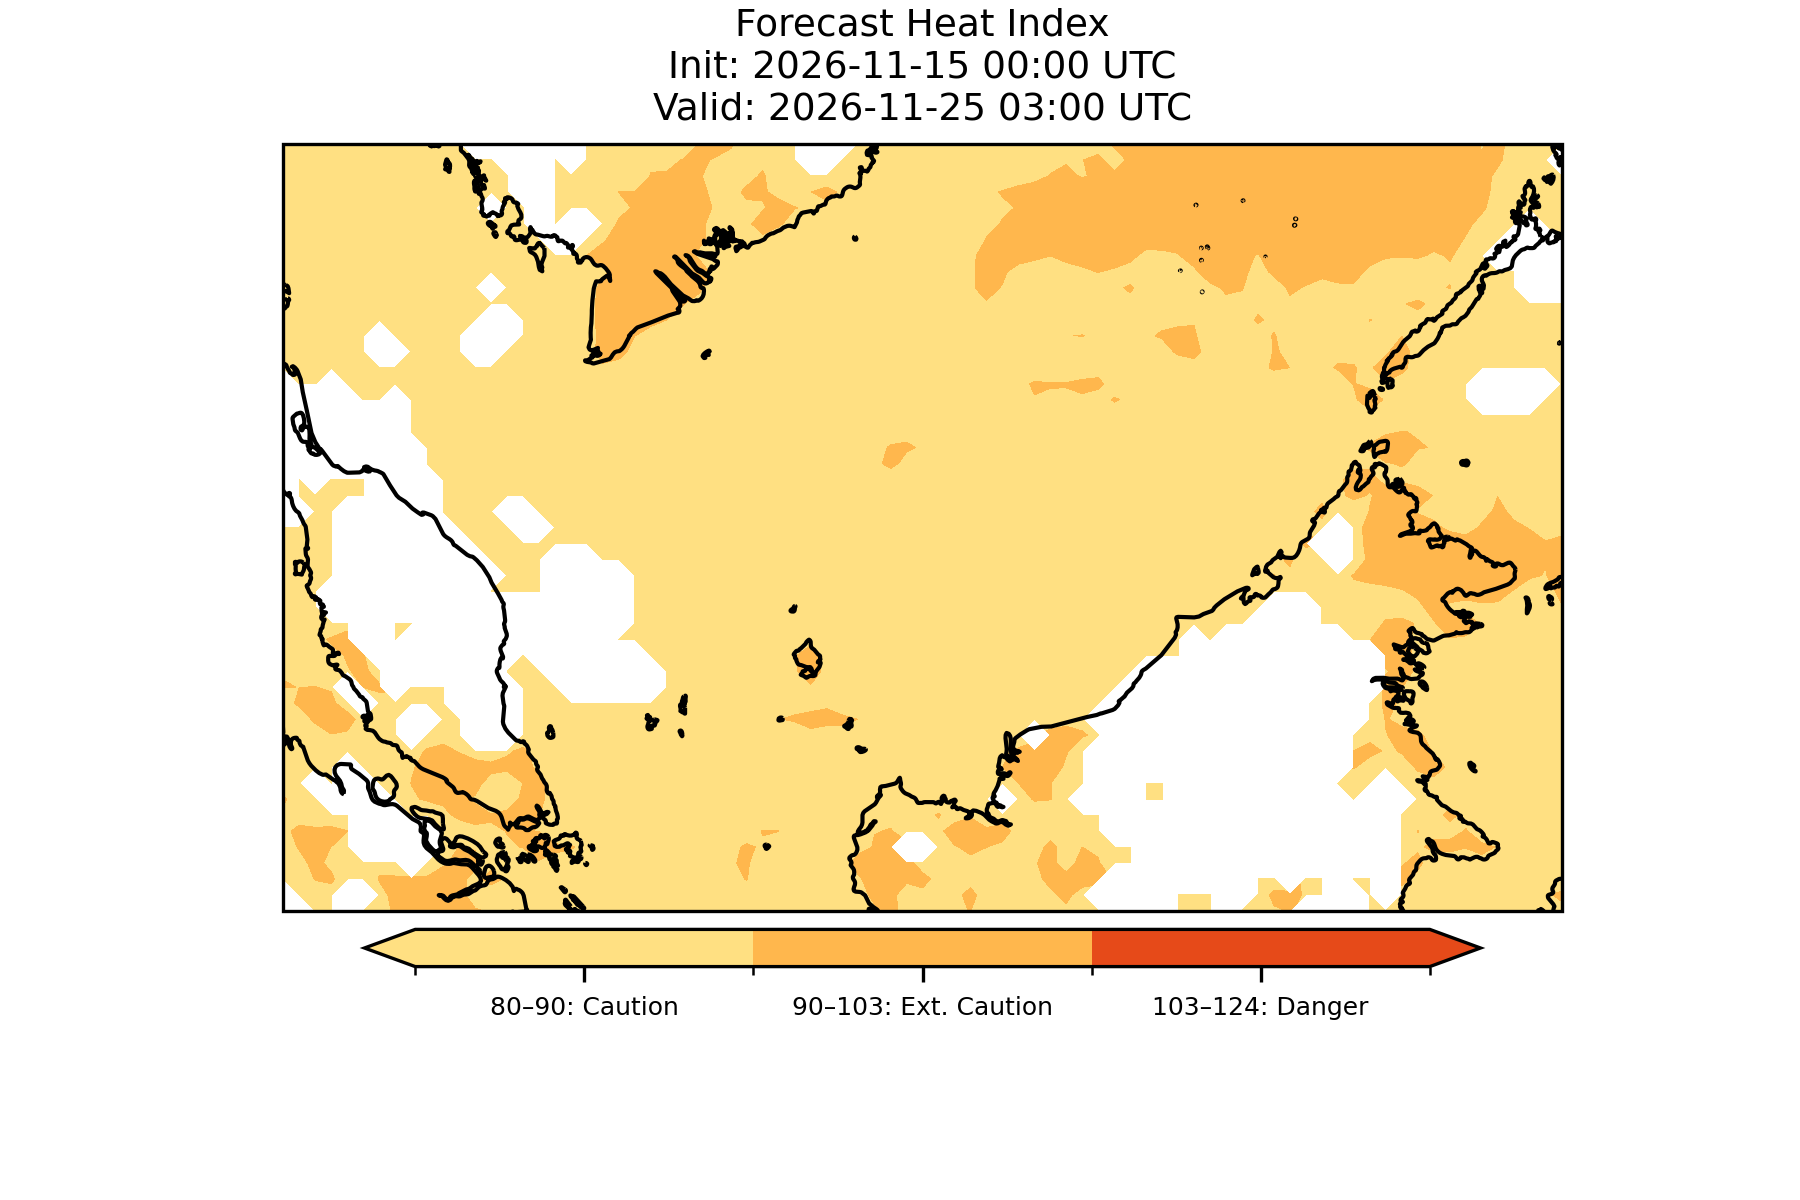 Forecast Heat Index
Init: 2026-11-15 00:00 UTC
Valid: 2026-11-25 03:00 UTC
80–90: Caution
90–103: Ext. Caution
103–124: Danger